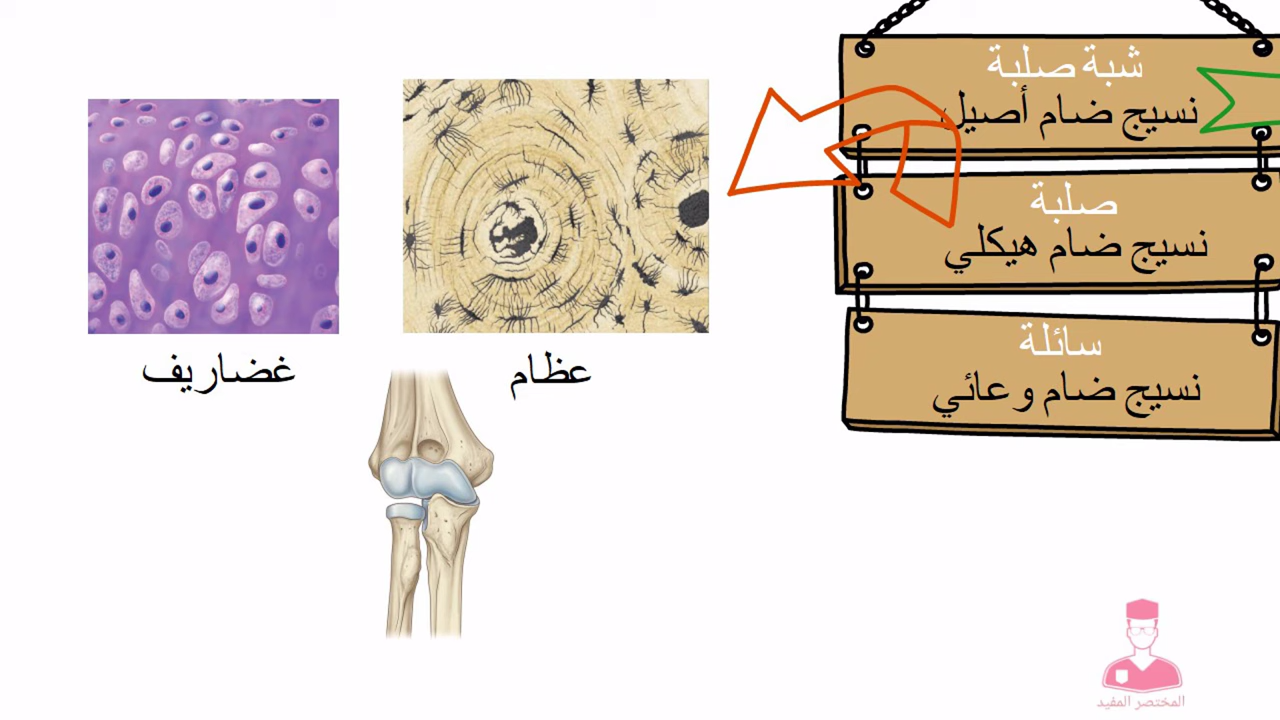 شبة صلبة
نسيج ضام أصيل
صلبة
نسيج ضام هيكلي
سائلة
نسيج ضام وعائي
عظام
غضاريف
المختصر المفيد